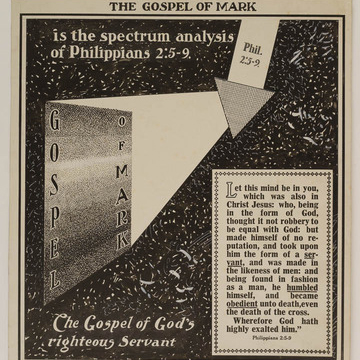 THE GOSPEL OF MARK
is the spectrum analysis
of Philippians 2:5-9.
Phil.
2:5-9
GOSPEL
OF MARK
Let this mind be in you,
which was also in
Christ Jesus: who, being
in the form of God,
thought it not robbery to
be equal with God: but
made himself of no re-
putation, and took upon
him the form of a ser-
vant, and was made in
the likeness of men: and
being found in fashion
as a man, he humbled
himself, and became
obedient unto death,even
the death of the cross.
Wherefore God hath
highly exalted him."
Philippians 2:5-9
The Gospel of God's
righteous Servant